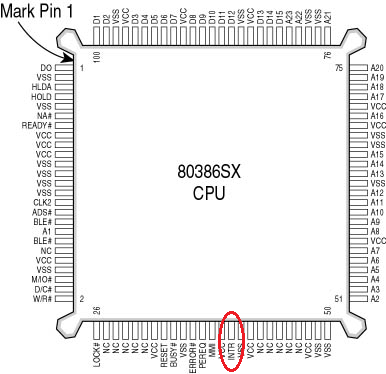 Mark Pin 1
D1
D2
VSS
VCC
D3
D4
D5
D6
D7
VCC
D8
D9
D10
D11
D12
VSS
VCC
D13
D14
D15
A23
A22
VSS
VSS
A21
100
76
1
75
DO
VSS
HLDA
HOLD
VSS
NA#
READY#
VCC
VCC
VCC
VSS
VSS
VSS
VSS
CLK2
ADS#
BLE#
A1
BLE#
NC
VCC
VSS
M/IO#
D/C#
W/R#
80386SX
CPU
A20
A19
A18
A17
VCC
A16
VCC
VSS
VSS
A15
A14
A13
VSS
A12
A10
A9
A8
VCC
A7
A6
A5
A4
A3
A2
2
51
26
50
LOCK#
NC
NC
NC
NC
VCC
RESET
BUSY#
VSS
ERROR#
PEREQ
VCC
INTR
VSS
VCC
NC
NC
NC
NC
NC
VCC
VSS
VSS
VSS